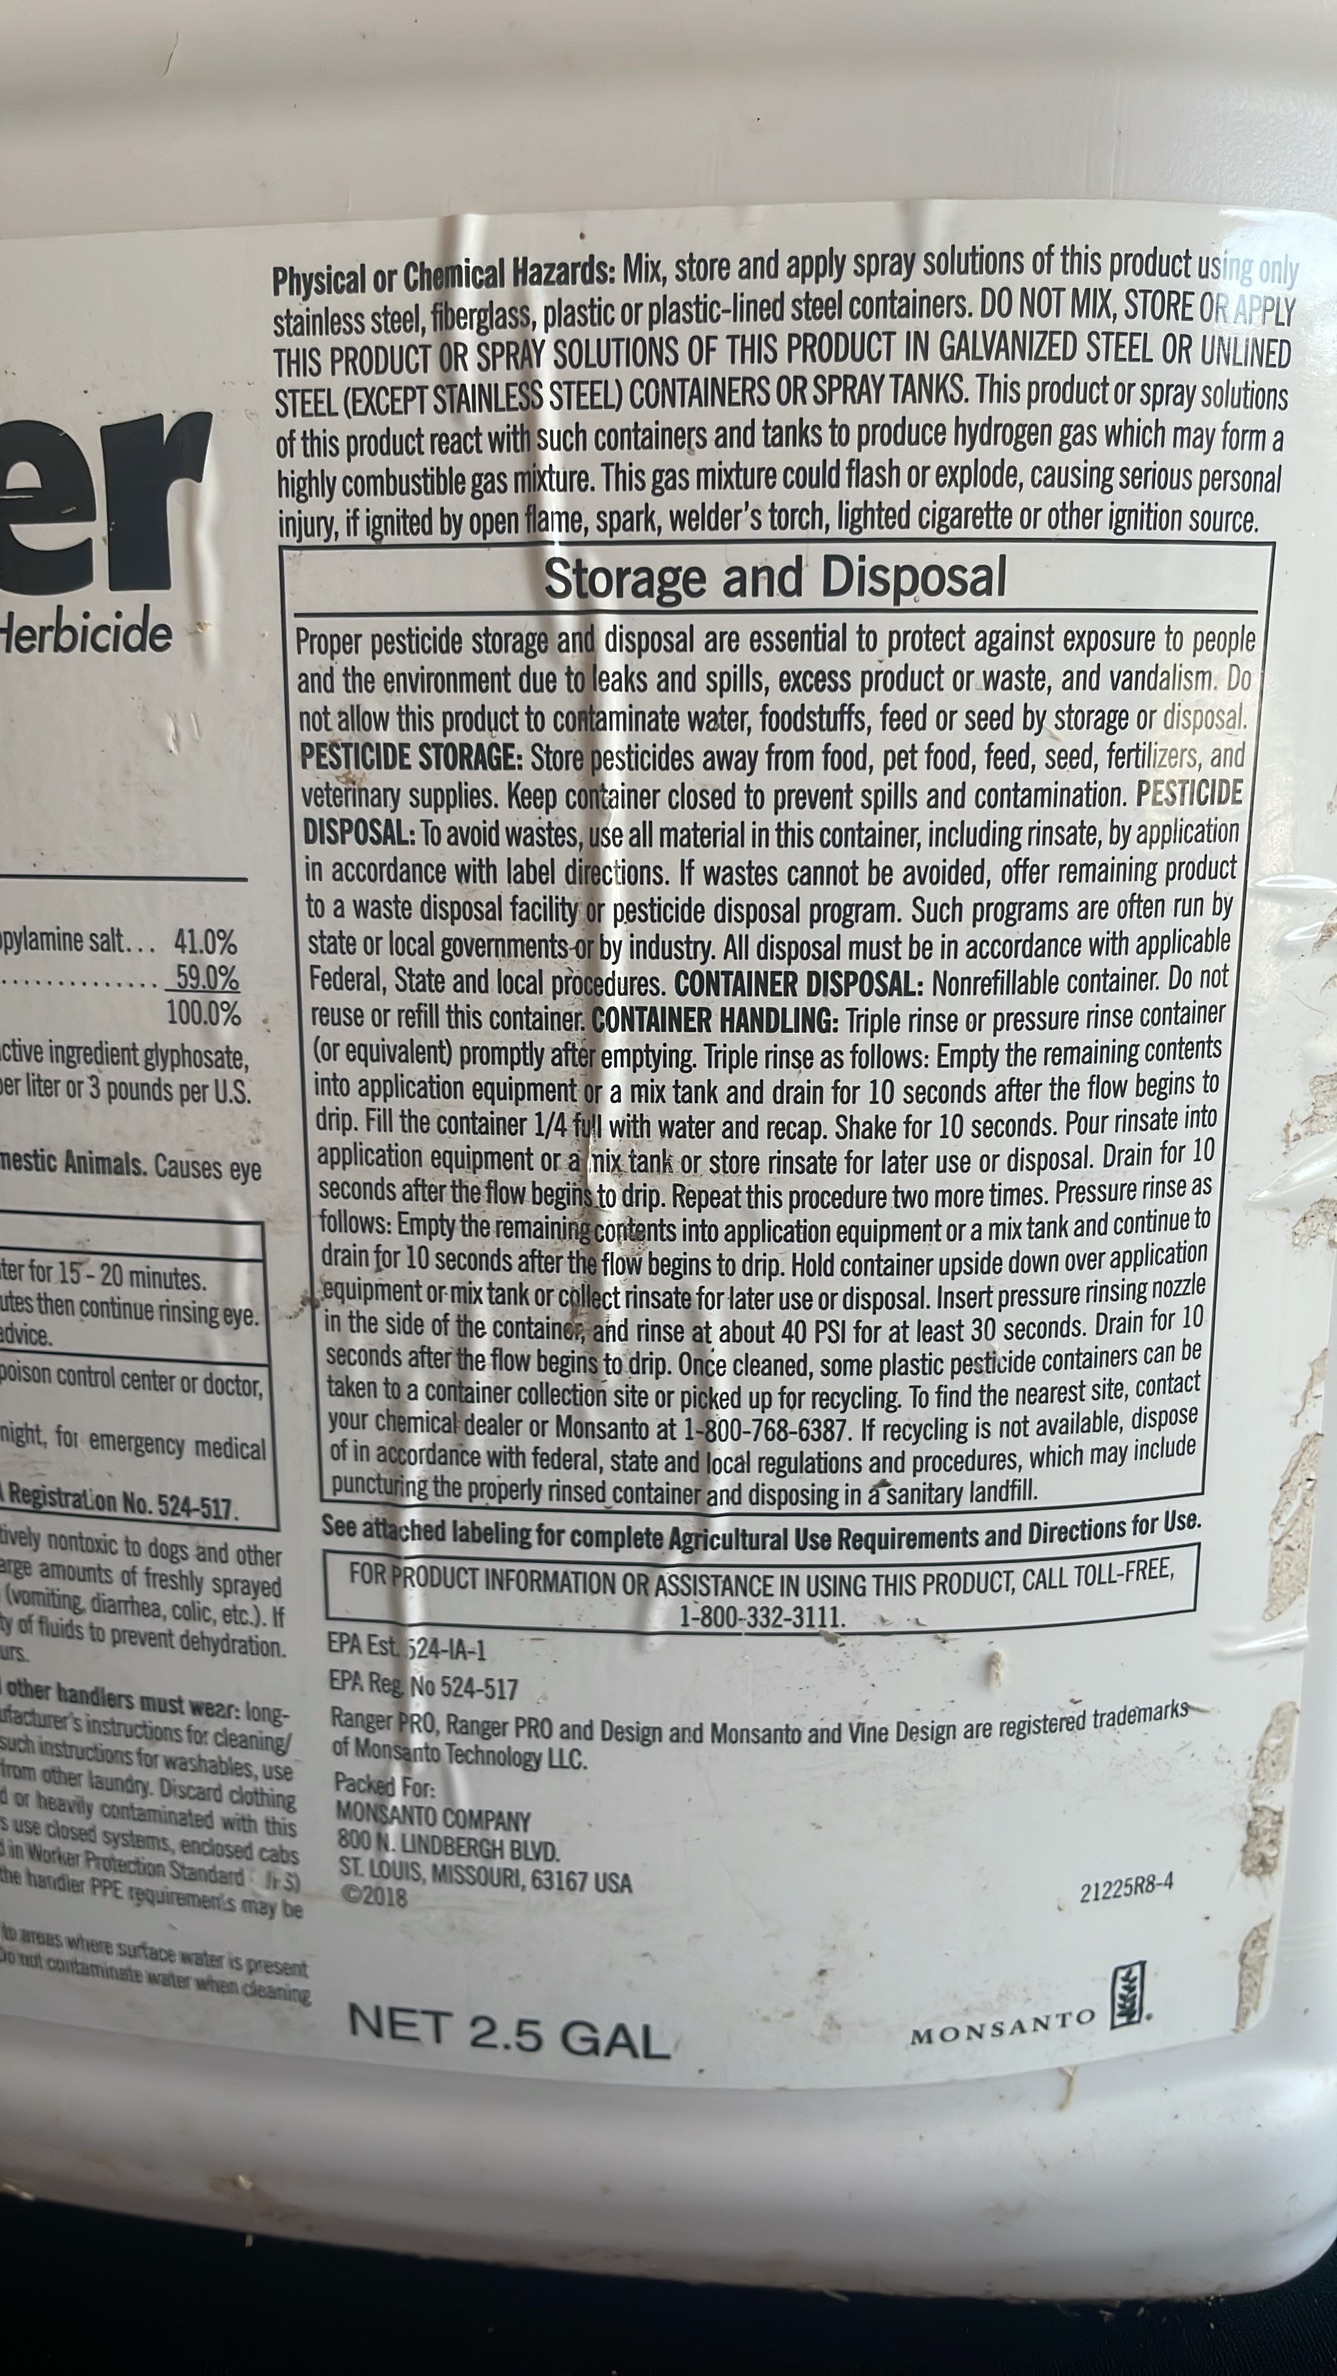 er
Herbicide
pylamine salt... 41.0%
59.0%
100.0%
active ingredient glyphosate,
per liter or 3 pounds per U.S.
mestic Animals. Causes eye
ter for 15 - 20 minutes.
utes then continue rinsing eye.
advice.
poison control center or doctor,
night, for emergency medical
A Registration No. 524-517.
tively nontoxic to dogs and other
arge amounts of freshly sprayed
(vomiting, diarrhea, colic, etc.). If
ty of fluids to prevent dehydration.
urs.
other handlers must wear: long-
ufacturer's instructions for cleaning/
such instructions for washables, use
from other laundry. Discard clothing
d or heavily contaminated with this
s use closed systems, enclosed cabs
d in Worker Protection Standard
the handler PPE requirements may be
to areas where surface water is present
Do not contaminate water when cleaning
Physical or Chemical Hazards: Mix, store and apply spray solutions of this product using only
stainless steel, fiberglass, plastic or plastic-lined steel containers. DO NOT MIX, STORE OR APPLY
THIS PRODUCT OR SPRAY SOLUTIONS OF THIS PRODUCT IN GALVANIZED STEEL OR UNLINED
STEEL (EXCEPT STAINLESS STEEL) CONTAINERS OR SPRAY TANKS. This product or spray solutions
of this product react with such containers and tanks to produce hydrogen gas which may form a
highly combustible gas mixture. This gas mixture could flash or explode, causing serious personal
injury, if ignited by open flame, spark, welder's torch, lighted cigarette or other ignition source.
Storage and Disposal
Proper pesticide storage and disposal are essential to protect against exposure to people
and the environment due to leaks and spills, excess product or waste, and vandalism. Do
not allow this product to contaminate water, foodstuffs, feed or seed by storage or disposal.
PESTICIDE STORAGE: Store pesticides away from food, pet food, feed, seed, fertilizers, and
veterinary supplies. Keep container closed to prevent spills and contamination. PESTICIDE
DISPOSAL: To avoid wastes, use all material in this container, including rinsate, by application
in accordance with label directions. If wastes cannot be avoided, offer remaining product
to a waste disposal facility or pesticide disposal program. Such programs are often run by
state or local governments or by industry. All disposal must be in accordance with applicable
Federal, State and local procedures. CONTAINER DISPOSAL: Nonrefillable container. Do not
reuse or refill this container. CONTAINER HANDLING: Triple rinse or pressure rinse container
(or equivalent) promptly after emptying. Triple rinse as follows: Empty the remaining contents
into application equipment or a mix tank and drain for 10 seconds after the flow begins to
drip. Fill the container 1/4 full with water and recap. Shake for 10 seconds. Pour rinsate into
application equipment or a mix tank or store rinsate for later use or disposal. Drain for 10
seconds after the flow begins to drip. Repeat this procedure two more times. Pressure rinse as
follows: Empty the remaining contents into application equipment or a mix tank and continue to
drain for 10 seconds after the flow begins to drip. Hold container upside down over application
equipment or mix tank or collect rinsate for later use or disposal. Insert pressure rinsing nozzle
in the side of the container, and rinse at about 40 PSI for at least 30 seconds. Drain for 10
seconds after the flow begins to drip. Once cleaned, some plastic pesticide containers can be
taken to a container collection site or picked up for recycling. To find the nearest site, contact
your chemical dealer or Monsanto at 1-800-768-6387. If recycling is not available, dispose
of in accordance with federal, state and local regulations and procedures, which may include
puncturing the properly rinsed container and disposing in a sanitary landfill.
See attached labeling for complete Agricultural Use Requirements and Directions for Use.
FOR PRODUCT INFORMATION OR ASSISTANCE IN USING THIS PRODUCT, CALL TOLL-FREE,
1-800-332-3111.
EPA Est. 524-IA-1
EPA Reg. No 524-517
Ranger PRO, Ranger PRO and Design and Monsanto and Vine Design are registered trademarks
of Monsanto Technology LLC.
Packed For:
MONSANTO COMPANY
800 N. LINDBERGH BLVD.
ST. LOUIS, MISSOURI, 63167 USA
©2018
21225R8-4
NET 2.5 GAL
MONSANTO